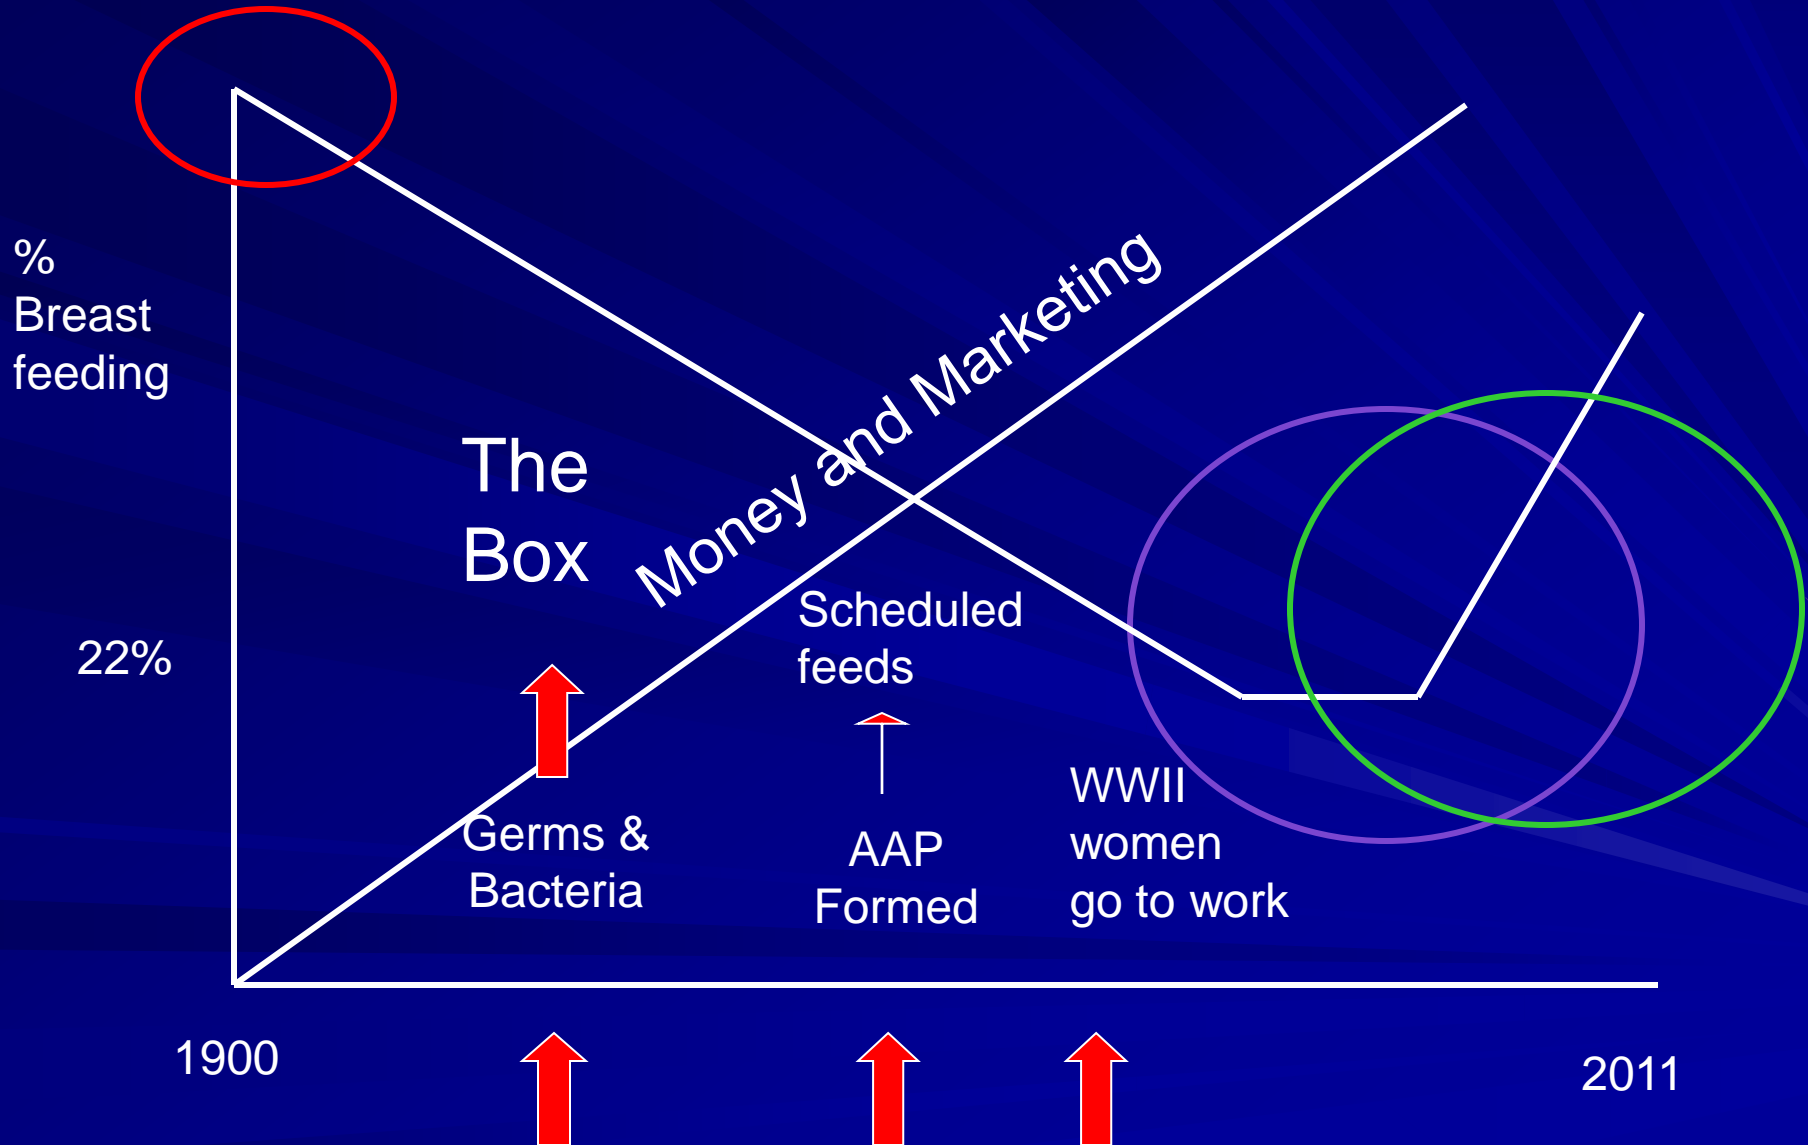 %
Breast
feeding
The
Box
Money and Marketing
Scheduled
feeds
22%
Germs &
Bacteria
AAP
Formed
WWII
women
go to work
1900
2011